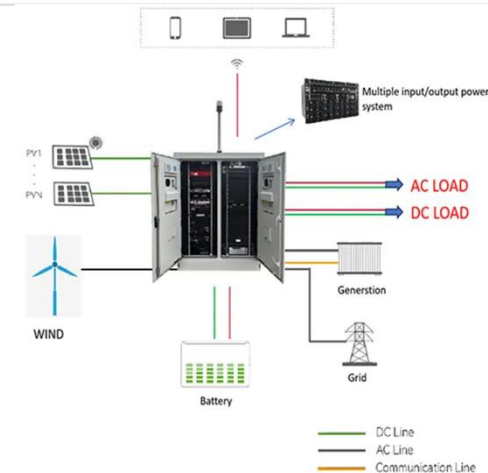 Multiple input/output power
system
PV1
PVN
AC LOAD
DC LOAD
WIND
Generstion
Grid
Battery
DC Line
AC Line
Communication Line